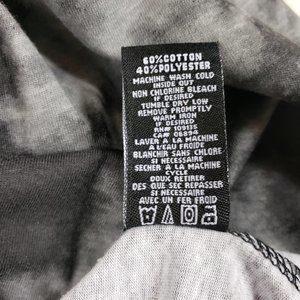 60% COTTON
40% POLYESTER
MACHINE WASH COLD
INSIDE OUT
NON CHLORINE BLEACH
IF DESIRED
TUMBLE DRY LOW
REMOVE PROMPTLY
WARM IRON
IF DESIRED
RN# 109135
CA# 06894
LAVER A LA MACHINE
A L'EAU FROIDE
BLANCHIR SANS CHLORE
SI NECESSAIRE
SECHER A LA MACHINE
CYCLE
DOUX RETIRER
DES QUE SEC REPASSER
SI NECESSAIRE
AVEC UN FER FROID